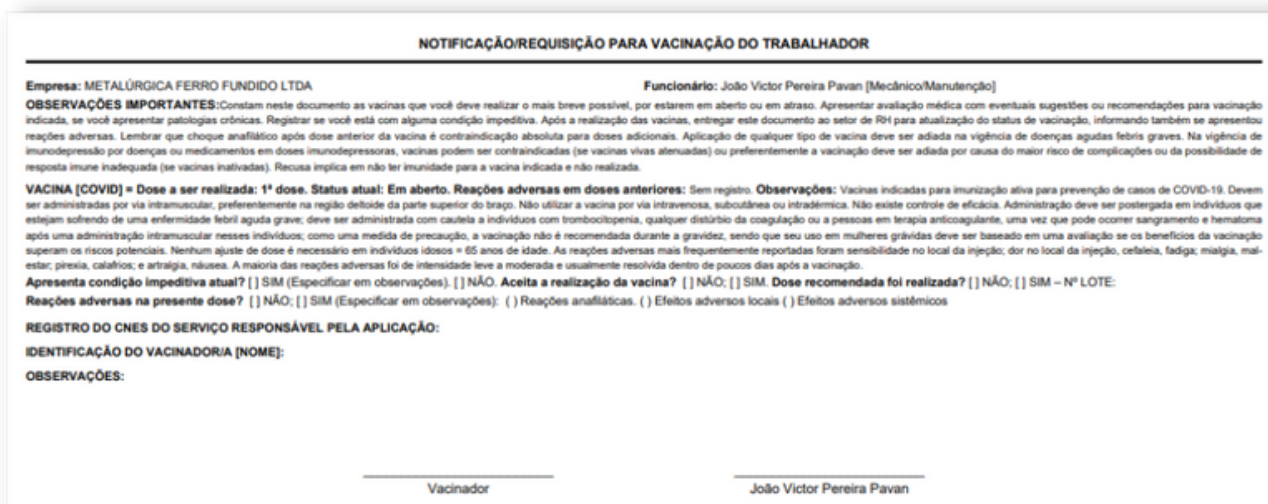 NOTIFICAÇÃO/REQUISIÇÃO PARA VACINAÇÃO DO TRABALHADOR
Empresa: METALÚRGICA FERRO FUNDIDO LTDA Funcionário: João Victor Pereira Pavan [Mecânico/Manutenção]
OBSERVAÇÕES IMPORTANTES:Constam neste documento as vacinas que você deve realizar o mais breve possível, por estarem em aberto ou em atraso. Apresentar avaliação médica com eventuais sugestões ou recomendações para vacinação
indicada, se você apresentar patologias crônicas. Registrar se você está com alguma condição impeditiva. Após a realização das vacinas, entregar este documento ao setor de RH para atualização do status de vacinação, informando também se apresentou
reações adversas. Lembrar que choque anafilático após dose anterior da vacina é contraindicação absoluta para doses adicionais. Aplicação de qualquer tipo de vacina deve ser adiada na vigência de doenças agudas febris graves. Na vigência de
imunodepressão por doenças ou medicamentos em doses imunodepressoras, vacinas podem ser contraindicadas (se vacinas vivas atenuadas) ou preferentemente a vacinação deve ser adiada por causa do maior risco de complicações ou da possibilidade de
resposta imune inadequada (se vacinas inativadas). Recusa implica em não ter imunidade para a vacina indicada e não realizada.
VACINA [COVID] = Dose a ser realizada: 1ª dose. Status atual: Em aberto. Reações adversas em doses anteriores: Sem registro. Observações: Vacinas indicadas para imunização ativa para prevenção de casos de COVID-19. Devem
ser administradas por via intramuscular, preferentemente na região deltoide da parte superior do braço. Não utilizar a vacina por via intravenosa, subcutânea ou intradérmica. Não existe controle de eficácia. Administração deve ser postergada em indivíduos que
estejam sofrendo de uma enfermidade febril aguda grave; deve ser administrada com cautela a indivíduos com trombocitopenia, qualquer distúrbio da coagulação ou a pessoas em terapia anticoagulante, uma vez que pode ocorrer sangramento e hematoma
após uma administração intramuscular nesses indivíduos; como uma medida de precaução, a vacinação não é recomendada durante a gravidez, sendo que seu uso em mulheres grávidas deve ser baseado em uma avaliação se os benefícios da vacinação
superam os riscos potenciais. Nenhum ajuste de dose é necessário em indivíduos idosos = 65 anos de idade. As reações adversas mais frequentemente reportadas foram sensibilidade no local da injeção; dor no local da injeção, cefaleia, fadiga; mialgia, mal-
estar; pirexia, calafrios; e artralgia, náusea. A maioria das reações adversas foi de intensidade leve a moderada e usualmente resolvida dentro de poucos dias após a vacinação.
Apresenta condição impeditiva atual? [ ] SIM (Especificar em observações). [ ] NÃO. Aceita a realização da vacina? [ ] NÃO; [ ] SIM. Dose recomendada foi realizada? [ ] NÃO; [ ] SIM – Nº LOTE:
Reações adversas na presente dose? [ ] NÃO; [ ] SIM (Especificar em observações): ( ) Reações anafiláticas. ( ) Efeitos adversos locais ( ) Efeitos adversos sistêmicos
REGISTRO DO CNES DO SERVIÇO RESPONSÁVEL PELA APLICAÇÃO:
IDENTIFICAÇÃO DO VACINADOR/A [NOME]:
OBSERVAÇÕES:
Vacinador João Victor Pereira Pavan